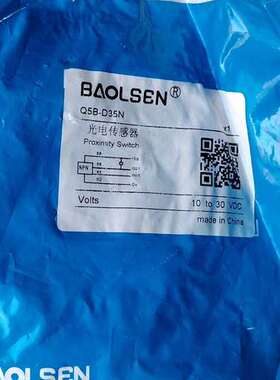 BAOLSEN®
Q5B-D35N
光电传感器
x1
Proximity Switch
NPN
Volts
10 to 30 VDC
made in China
BAOLSEN